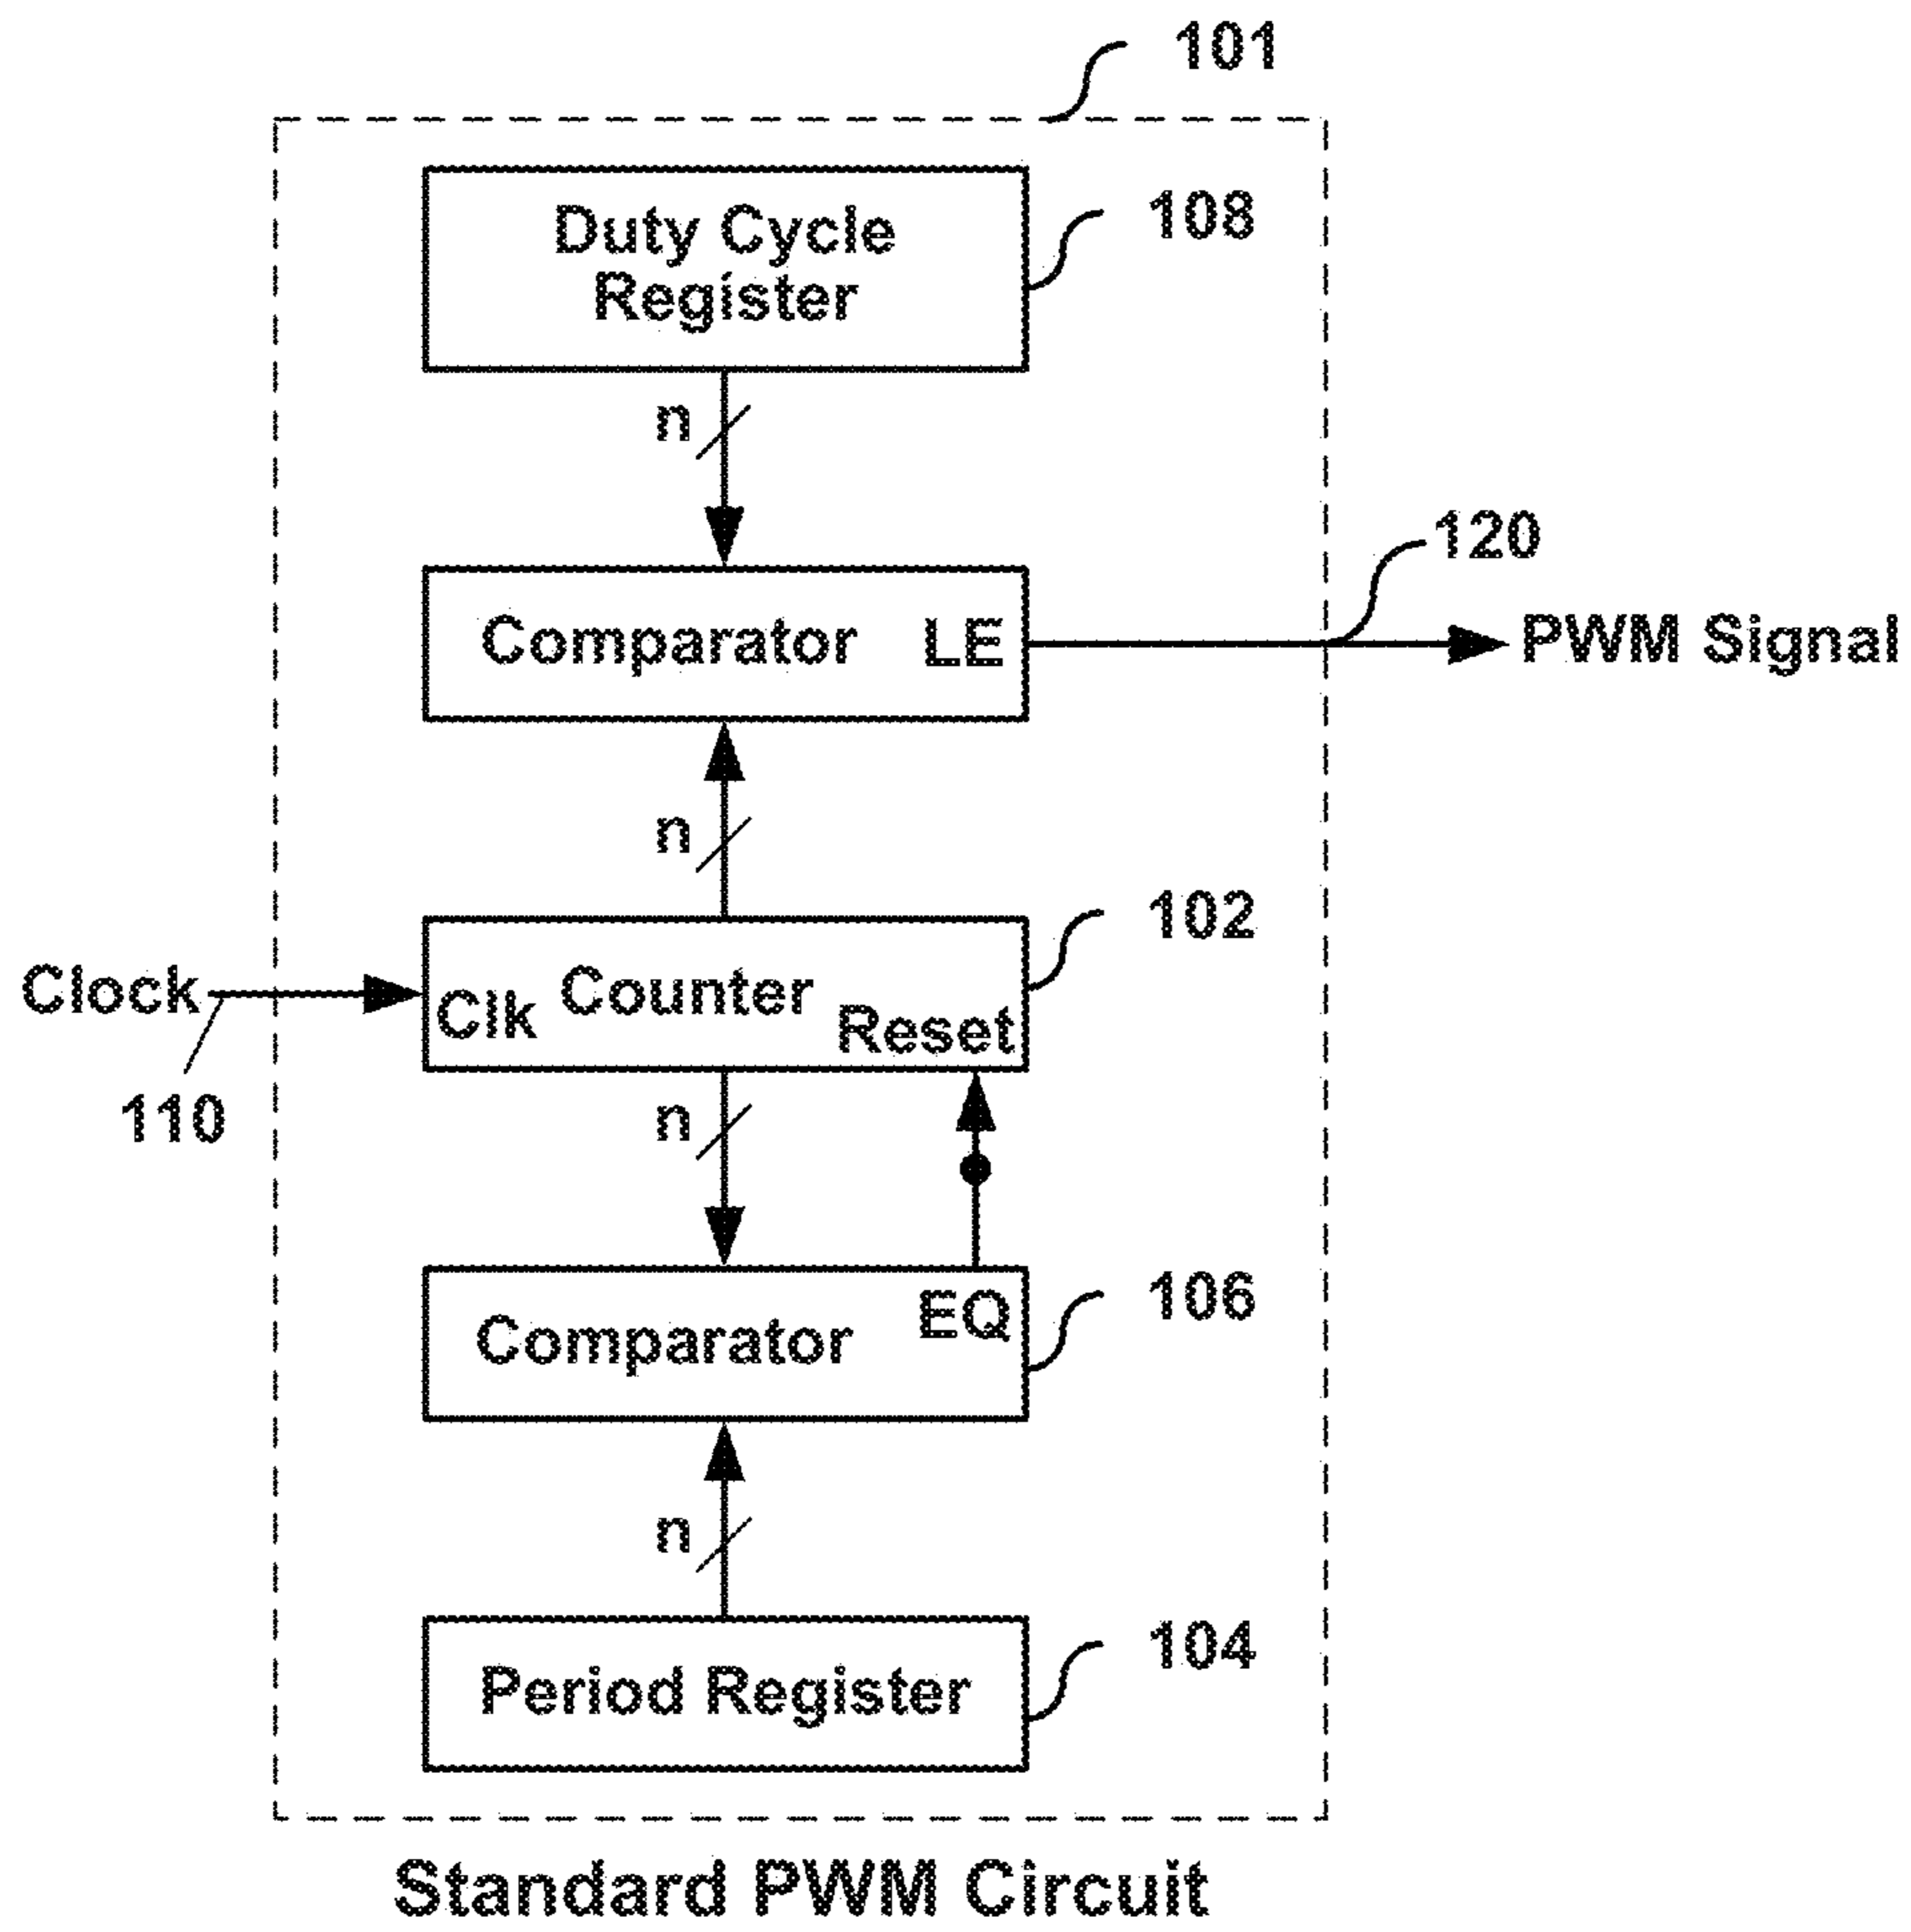 101
Duty Cycle
Register
108
n
120
Comparator LE
PWM Signal
n
102
Clock
Clk Counter Reset
110
n
EQ
106
Comparator
n
104
Period Register
Standard PWM Circuit